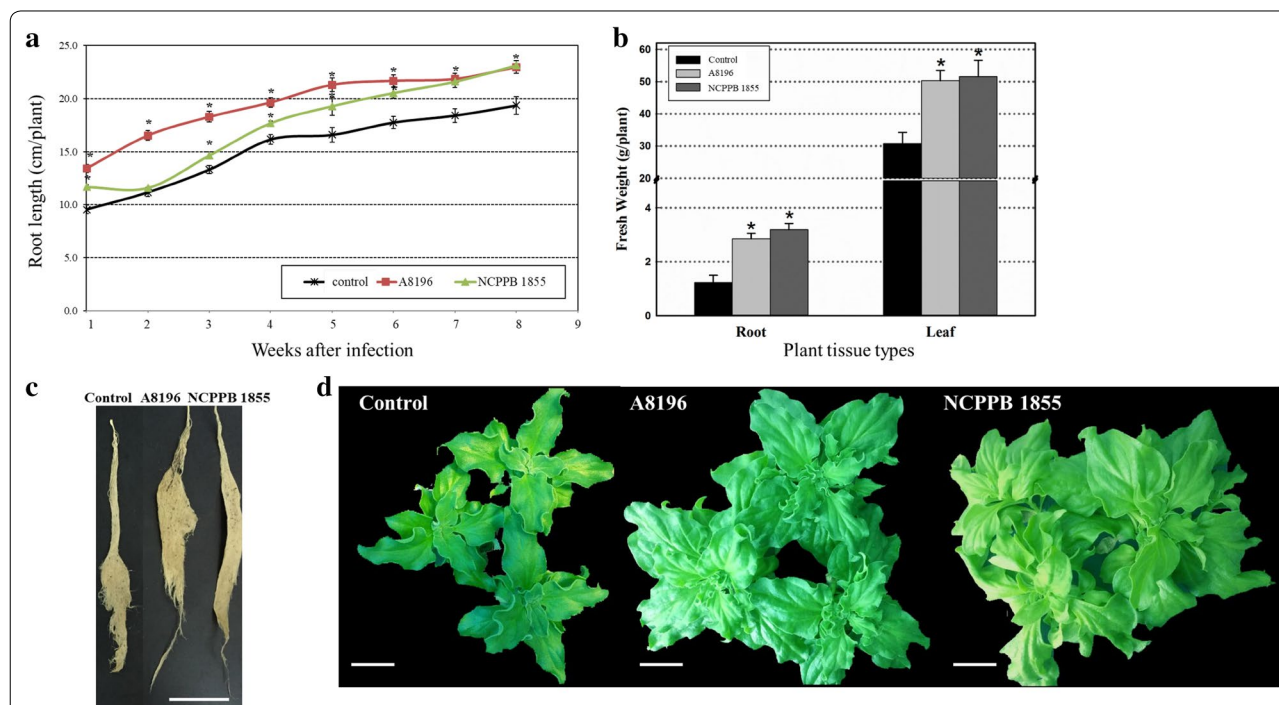 a
25.0
20.0
15.0
10.0
5.0
0.0
Root length (cm/plant)
* * * * * * * *
* * * * *
control A8196 NCPPB 1855
1 2 3 4 5 6 7 8 9
Weeks after infection
b
60
50
40
30
20
4
2
0
Fresh Weight (g/plant)
Control
A8196
NCPPB 1855
* * * *
Root Leaf
Plant tissue types
c
Control A8196 NCPPB 1855
d
Control A8196 NCPPB 1855